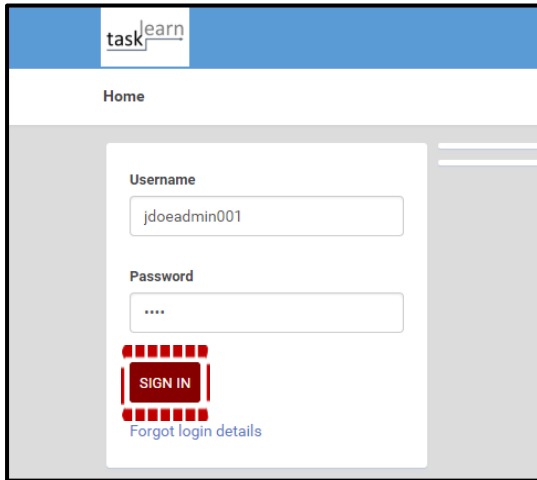 tasklearn
Home
Username
jdoeadmin001
Password
••••
SIGN IN
Forgot login details